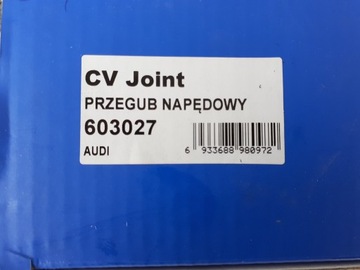 CV Joint
PRZEGUB NAPĘDOWY
603027
AUDI
6 933688 980972